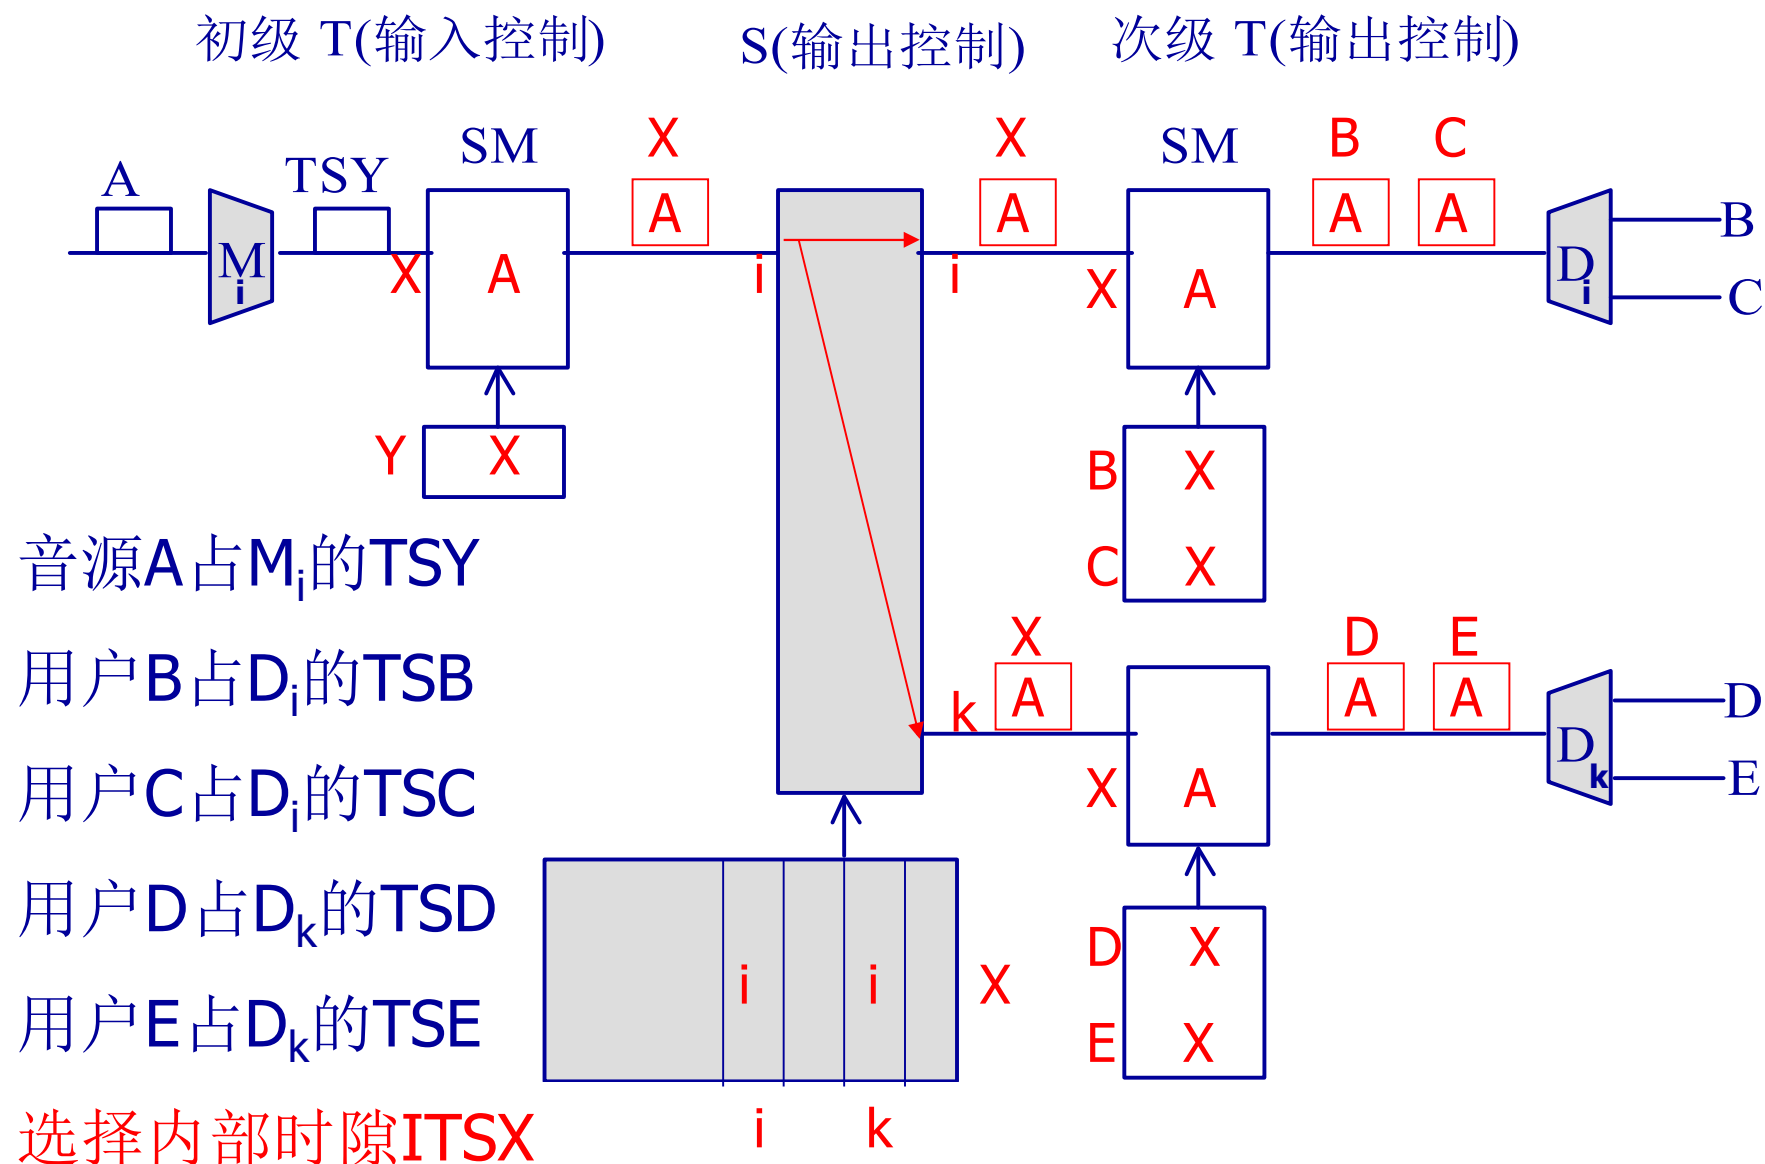 初级 T(输入控制)
S(输出控制)
次级 T(输出控制)
SM
X
X
SM
B
C
A
TSY
A
A
A
A
B
M
i
X
A
i
i
X
A
D
i
C
Y
X
B
X
C
X
音源A占Mi的TSY
X
D
E
用户B占Di的TSB
k
A
A
A
D
D
k
X
A
E
用户C占Di的TSC
用户D占Dk的TSD
D
X
i
i
X
用户E占Dk的TSE
E
X
选择内部时隙ITSX
i
k